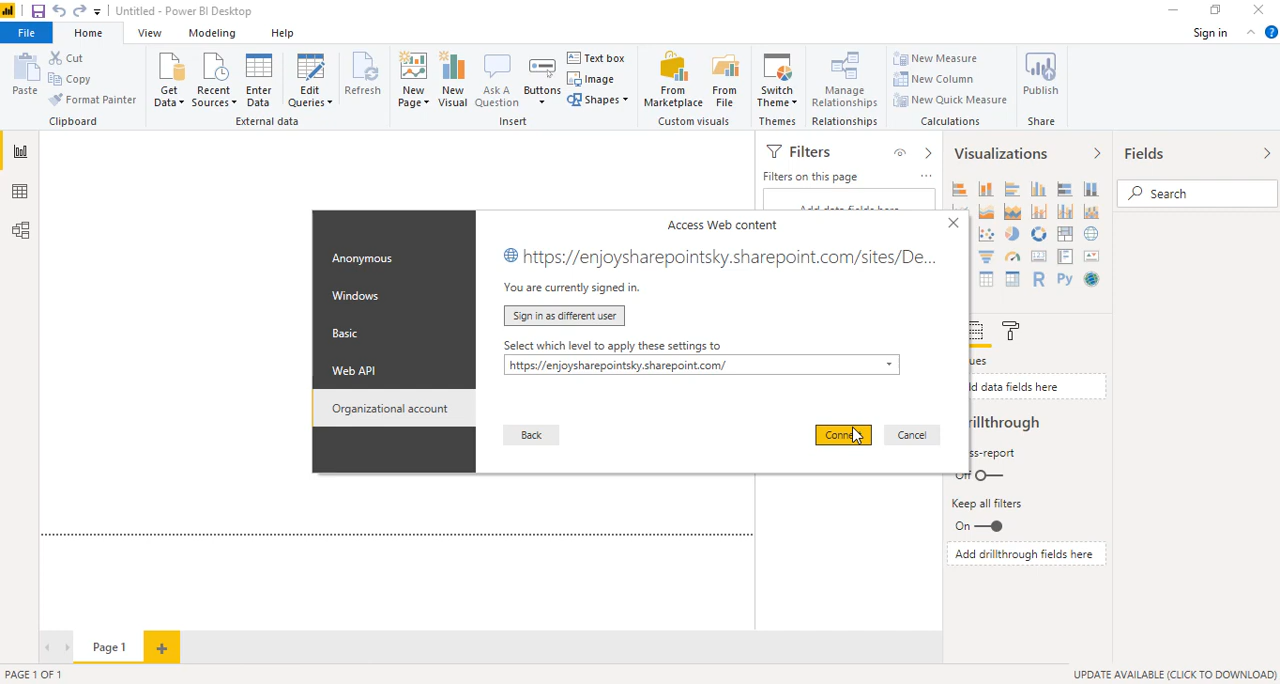 Untitled - Power BI Desktop
File
Home
View
Modeling
Help
Sign in
Paste
Cut
Copy
Format Painter
Clipboard
Get Data
Recent Sources
Enter Data
Edit Queries
Refresh
External data
New Page
New Visual
Ask A Question
Buttons
Text box
Image
Shapes
Insert
From Marketplace
From File
Custom visuals
Switch Theme
Themes
Manage Relationships
Relationships
New Measure
New Column
New Quick Measure
Calculations
Publish
Share
Filters
Filters on this page
...
Add data fields here
Visualizations
R
Py
Fields
Search
Access Web content
Anonymous
Windows
Basic
Web API
Organizational account
https://enjoysharepointsky.sharepoint.com/sites/De...
You are currently signed in.
Sign in as different user
Select which level to apply these settings to
https://enjoysharepointsky.sharepoint.com/
Back
Cancel
data fields here
Off
Keep all filters
On
Add drillthrough fields here
Page 1
PAGE 1 OF 1
UPDATE AVAILABLE (CLICK TO DOWNLOAD)